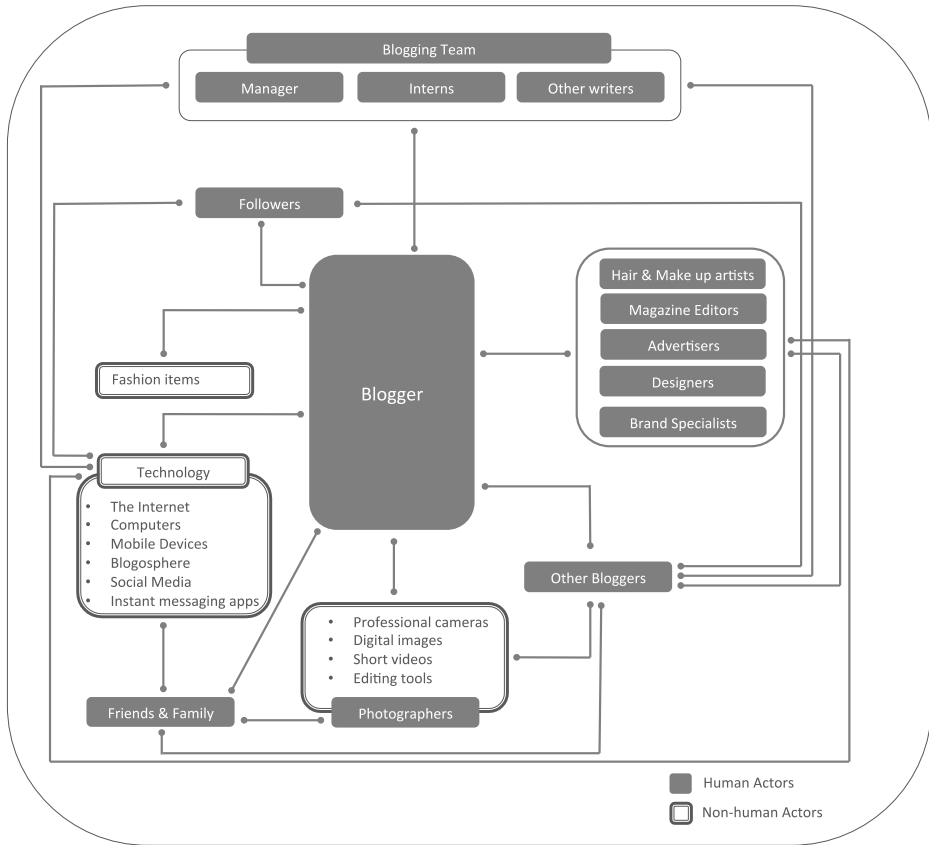 Blogging Team
Manager
Interns
Other writers
Followers
Hair & Make up artists
Magazine Editors
Advertisers
Designers
Brand Specialists
Fashion items
Blogger
Technology
• The Internet
• Computers
• Mobile Devices
• Blogosphere
• Social Media
• Instant messaging apps
Other Bloggers
• Professional cameras
• Digital images
• Short videos
• Editing tools
Friends & Family
Photographers
Human Actors
Non-human Actors